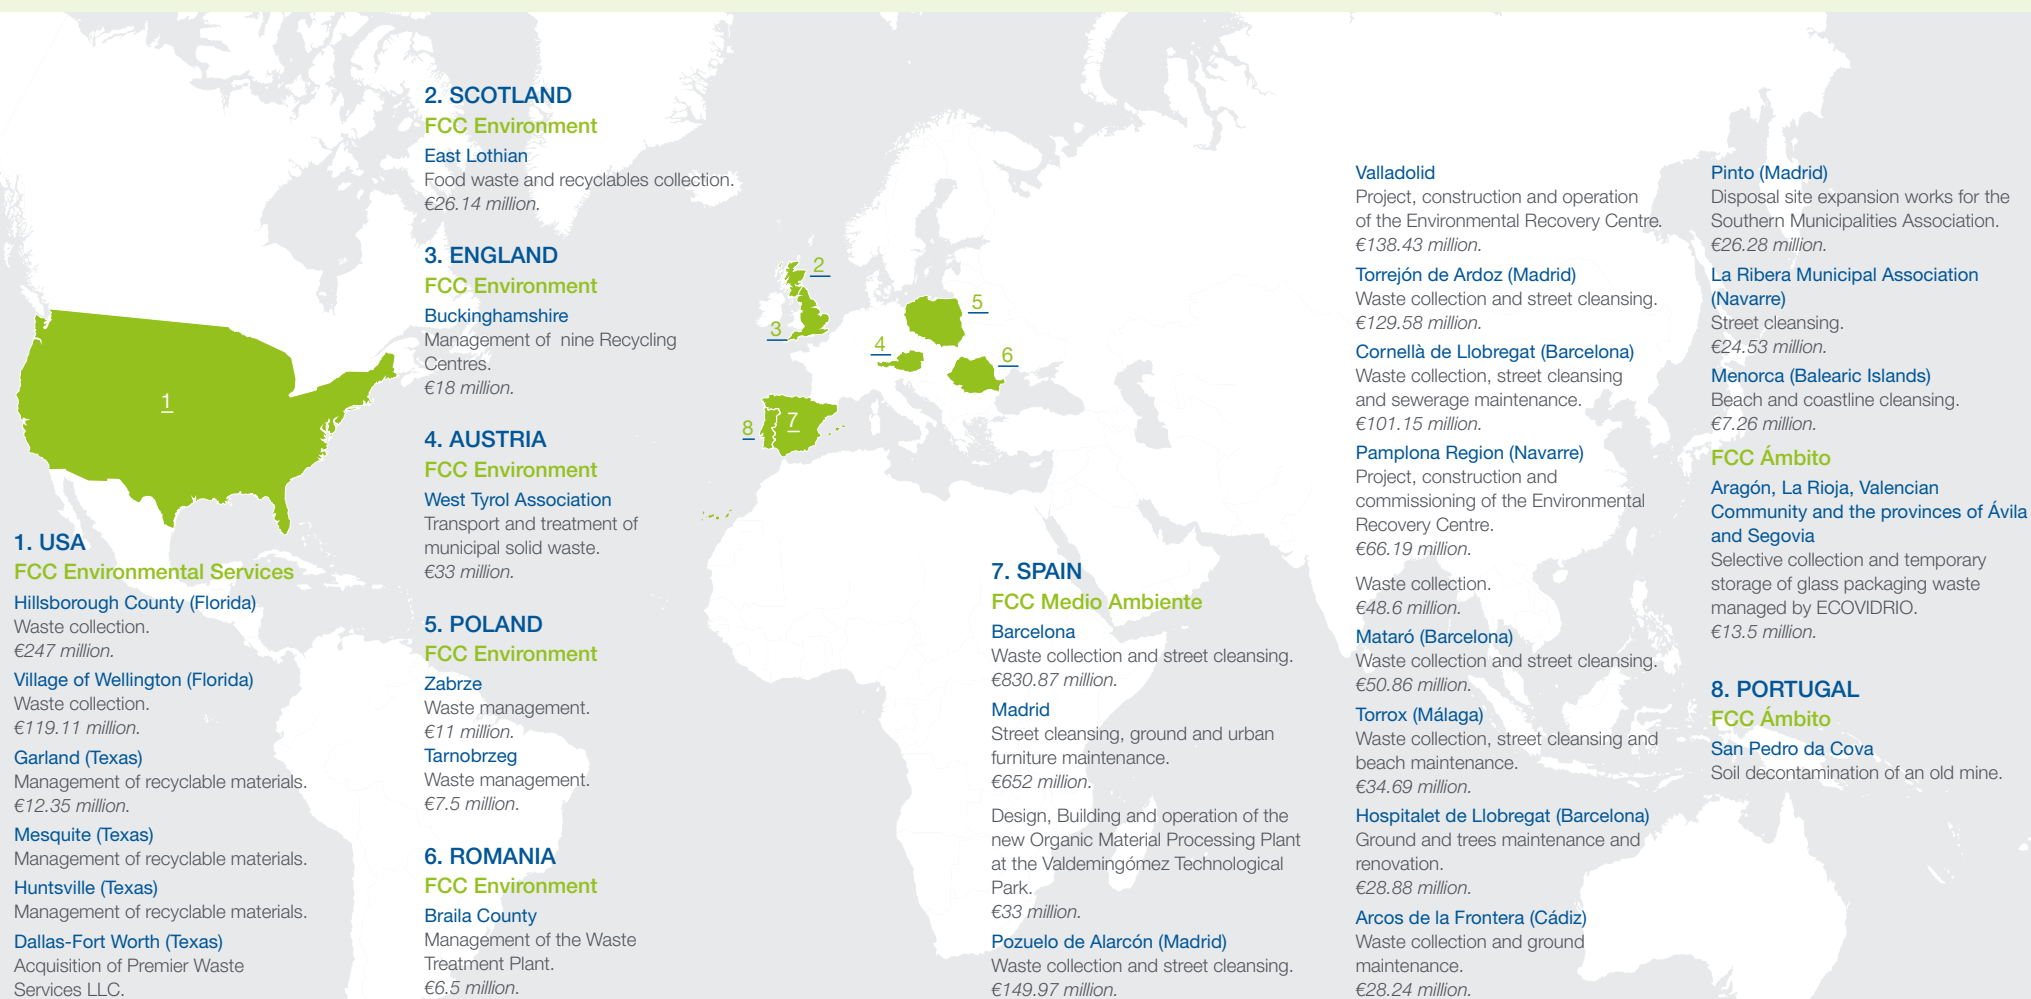 2. SCOTLAND
FCC Environment
East Lothian
Food waste and recyclables collection.
€26.14 million.
3. ENGLAND
FCC Environment
Buckinghamshire
Management of nine Recycling
Centres.
€18 million.
4. AUSTRIA
FCC Environment
West Tyrol Association
Transport and treatment of
municipal solid waste.
€33 million.
5. POLAND
FCC Environment
Zabrze
Waste management.
€11 million.
Tarnobrzeg
Waste management.
€7.5 million.
6. ROMANIA
FCC Environment
Braila County
Management of the Waste
Treatment Plant.
€6.5 million.
1
2
3
4
5
6
7
8
1. USA
FCC Environmental Services
Hillsborough County (Florida)
Waste collection.
€247 million.
Village of Wellington (Florida)
Waste collection.
€119.11 million.
Garland (Texas)
Management of recyclable materials.
€12.35 million.
Mesquite (Texas)
Management of recyclable materials.
Huntsville (Texas)
Management of recyclable materials.
Dallas-Fort Worth (Texas)
Acquisition of Premier Waste
Services LLC.
7. SPAIN
FCC Medio Ambiente
Barcelona
Waste collection and street cleansing.
€830.87 million.
Madrid
Street cleansing, ground and urban
furniture maintenance.
€652 million.
Design, Building and operation of the
new Organic Material Processing Plant
at the Valdemingómez Technological
Park.
€33 million.
Pozuelo de Alarcón (Madrid)
Waste collection and street cleansing.
€149.97 million.
Valladolid
Project, construction and operation
of the Environmental Recovery Centre.
€138.43 million.
Torrejón de Ardoz (Madrid)
Waste collection and street cleansing.
€129.58 million.
Cornellà de Llobregat (Barcelona)
Waste collection, street cleansing
and sewerage maintenance.
€101.15 million.
Pamplona Region (Navarre)
Project, construction and
commissioning of the Environmental
Recovery Centre.
€66.19 million.
Waste collection.
€48.6 million.
Mataró (Barcelona)
Waste collection and street cleansing.
€50.86 million.
Torrox (Málaga)
Waste collection, street cleansing and
beach maintenance.
€34.69 million.
Hospitalet de Llobregat (Barcelona)
Ground and trees maintenance and
renovation.
€28.88 million.
Arcos de la Frontera (Cádiz)
Waste collection and ground
maintenance.
€28.24 million.
Pinto (Madrid)
Disposal site expansion works for the
Southern Municipalities Association.
€26.28 million.
La Ribera Municipal Association
(Navarre)
Street cleansing.
€24.53 million.
Menorca (Balearic Islands)
Beach and coastline cleansing.
€7.26 million.
FCC Ámbito
Aragón, La Rioja, Valencian
Community and the provinces of Ávila
and Segovia
Selective collection and temporary
storage of glass packaging waste
managed by ECOVIDRIO.
€13.5 million.
8. PORTUGAL
FCC Ámbito
San Pedro da Cova
Soil decontamination of an old mine.